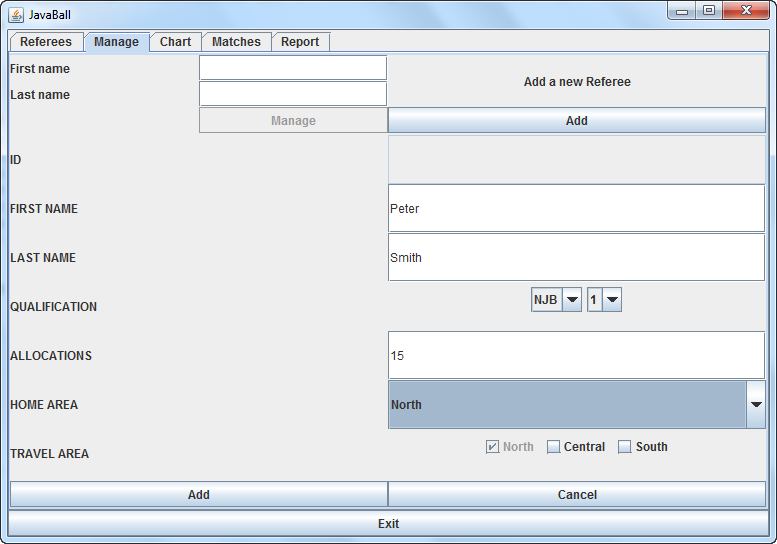 JavaBall
Referees Manage Chart Matches Report
First name
Add a new Referee
Last name
Manage Add
ID
FIRST NAME Peter
LAST NAME Smith
QUALIFICATION NJB 1
ALLOCATIONS 15
HOME AREA North
TRAVEL AREA North Central South
Add Cancel
Exit